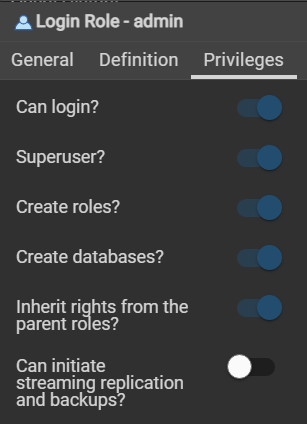 Login Role - admin
General Definition Privileges
Can login?
Superuser?
Create roles?
Create databases?
Inherit rights from the
parent roles?
Can initiate
streaming replication
and backups?